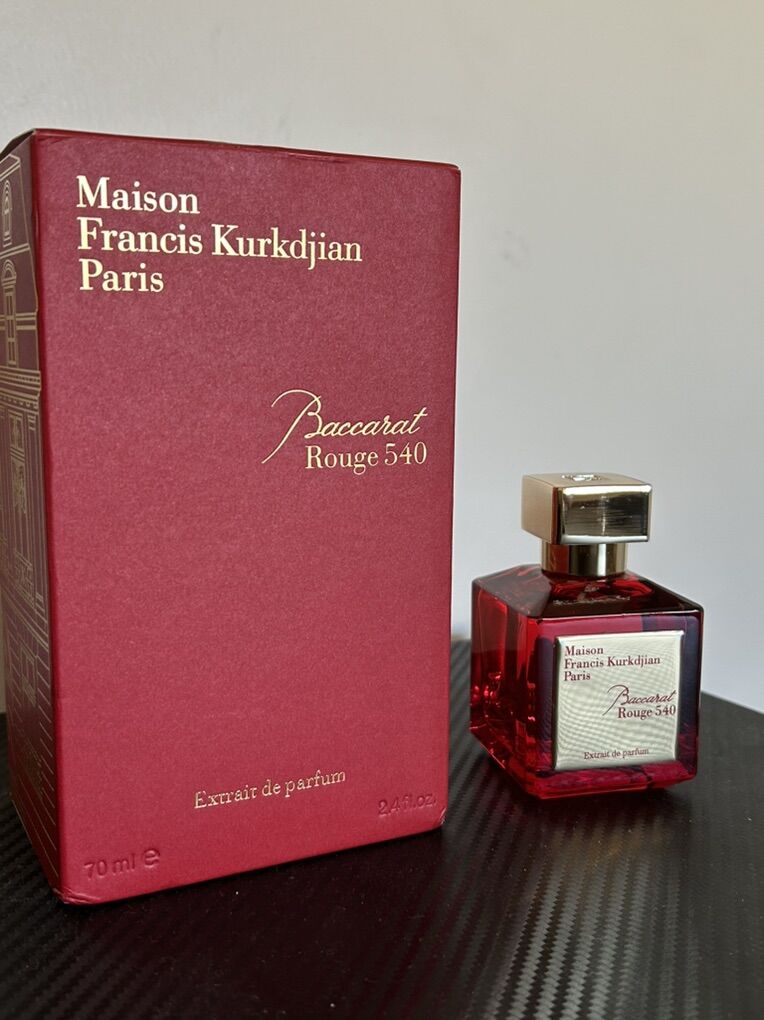 Maison
Francis Kurkdjian
Paris
Baccarat
Rouge 540
Extrait de parfum
70 ml e
2.4 fl.oz.
Maison
Francis Kurkdjian
Paris
Baccarat
Rouge 540
Extrait de parfum